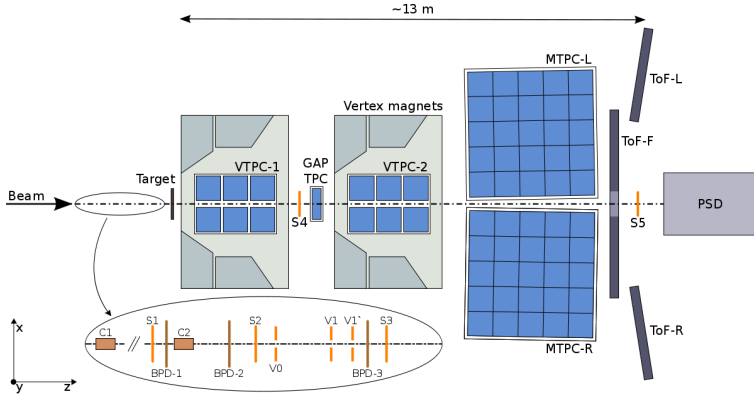 ~13 m
MTPC-L
ToF-L
Vertex magnets
ToF-F
Target
VTPC-1
GAP
TPC
VTPC-2
Beam
S4
S5
PSD
S1
C1
C2
S2
V1
V1`
S3
BPD-1
BPD-2
V0
BPD-3
MTPC-R
ToF-R
x
y
z